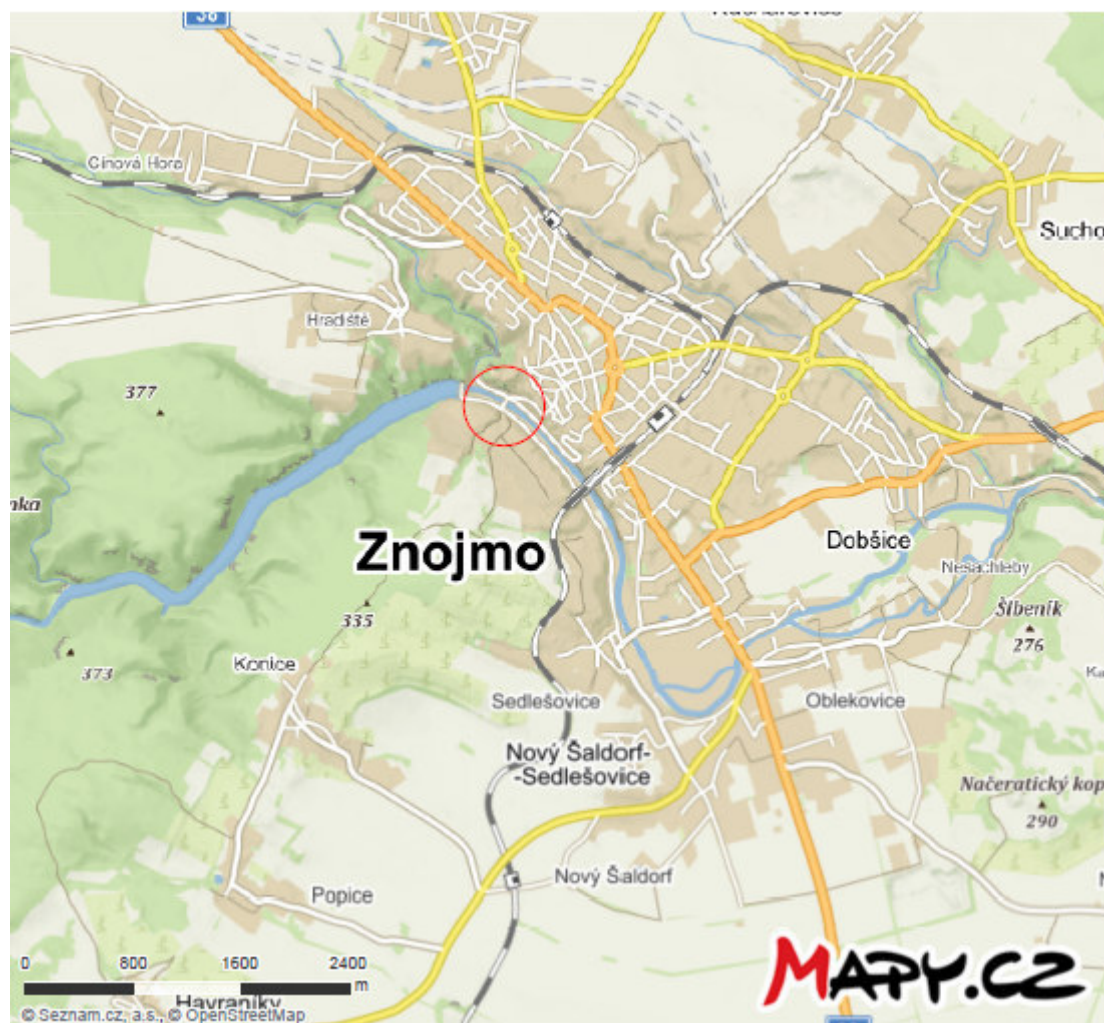 38
Cínová Hora
Sucho
Hradiště
377
Znojmo
Dobšice
Nesachleby
335
Šibeník
276
373
Konice
Sedlešovice
Oblekovice
Nový Šaldorf-
-Sedlešovice
Načeratický kop
290
Nový Šaldorf
Popice
0 800 1600 2400
m
MAPY.CZ
Havraníky
© Seznam.cz, a.s., © OpenStreetMap